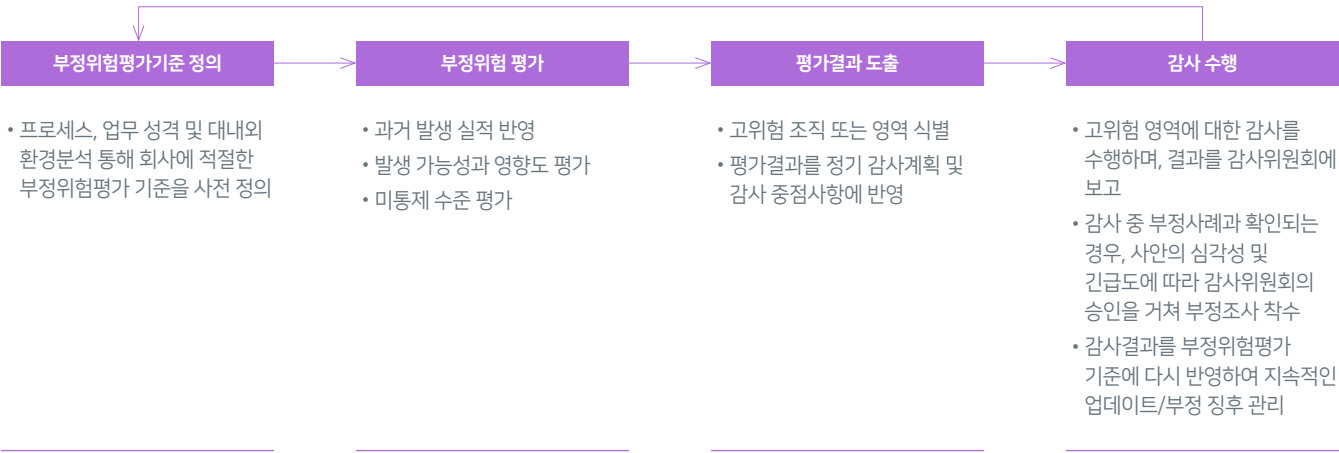 부정위험평가기준 정의
• 프로세스, 업무 성격 및 대내외
환경분석 통해 회사에 적절한
부정위험평가 기준을 사전 정의
부정위험 평가
• 과거 발생 실적 반영
• 발생 가능성과 영향도 평가
• 미통제 수준 평가
평가결과 도출
• 고위험 조직 또는 영역 식별
• 평가결과를 정기 감사계획 및
감사 중점사항에 반영
감사 수행
• 고위험 영역에 대한 감사를
수행하며, 결과를 감사위원회에
보고
• 감사 중 부정사례과 확인되는
경우, 사안의 심각성 및
긴급도에 따라 감사위원회의
승인을 거쳐 부정조사 착수
• 감사결과를 부정위험평가
기준에 다시 반영하여 지속적인
업데이트/부정 징후 관리